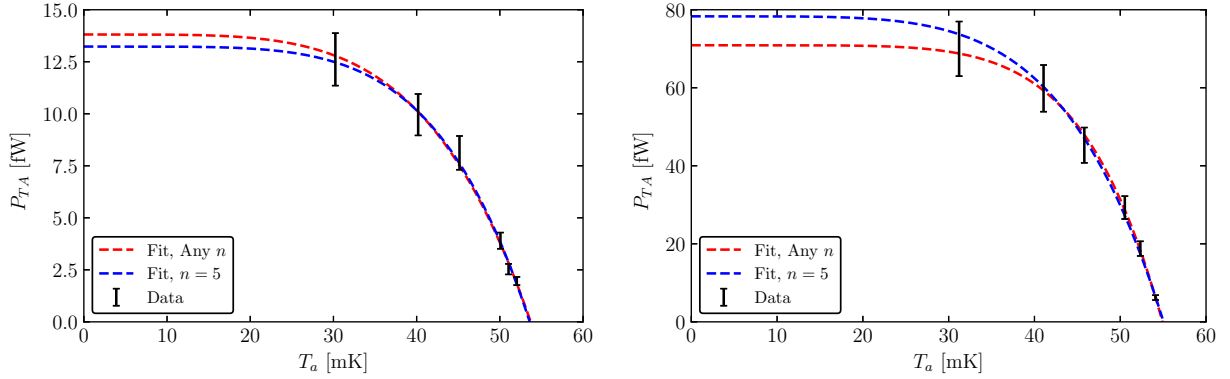 15.0
12.5
10.0
7.5
5.0
2.5
0.0
P_{TA} [fW]
Fit, Any n
Fit, n = 5
Data
0 10 20 30 40 50 60
T_a [mK]
80
60
40
20
0
P_{TA} [fW]
Fit, Any n
Fit, n = 5
Data
0 10 20 30 40 50 60
T_a [mK]